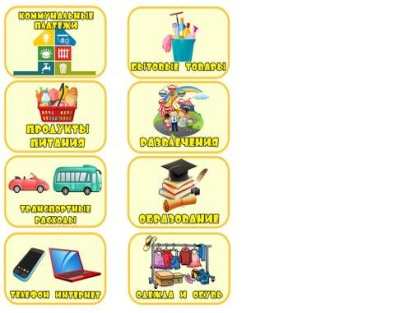 КОММУНАЛЬНЫЕ
ПЛАТЕЖИ
БЫТОВЫЕ ТОВАРЫ
ПРОДУКТЫ
ПИТАНИЯ
РАЗВЛЕЧЕНИЯ
ТРАНСПОРТНЫЕ
РАСХОДЫ
ОБРАЗОВАНИЕ
ТЕЛЕФОН ИНТЕРНЕТ
ОДЕЖДА И ОБУВЬ